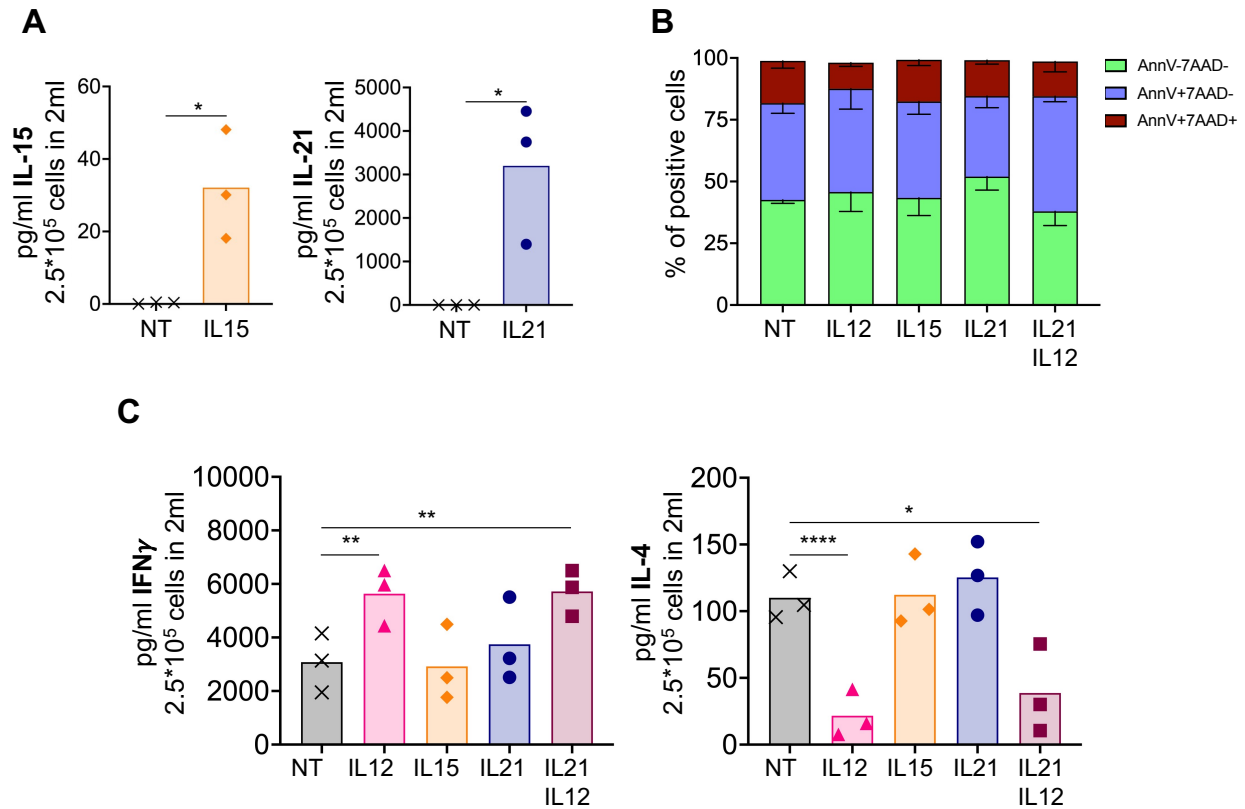 A
pg/ml IL-15
2.5*10⁵ cells in 2ml
60
40
20
0
*
NT IL15
pg/ml IL-21
2.5*10⁵ cells in 2ml
5000
4000
3000
2000
1000
0
*
NT IL21
B
% of positive cells
100
75
50
25
0
NT IL12 IL15 IL21 IL21
IL12
AnnV-7AAD-
AnnV+7AAD-
AnnV+7AAD+
C
pg/ml IFNγ
2.5*10⁵ cells in 2ml
10000
8000
6000
4000
2000
0
**
**
NT IL12 IL15 IL21 IL21
IL12
pg/ml IL-4
2.5*10⁵ cells in 2ml
200
150
100
50
0
*
****
NT IL12 IL15 IL21 IL21
IL12